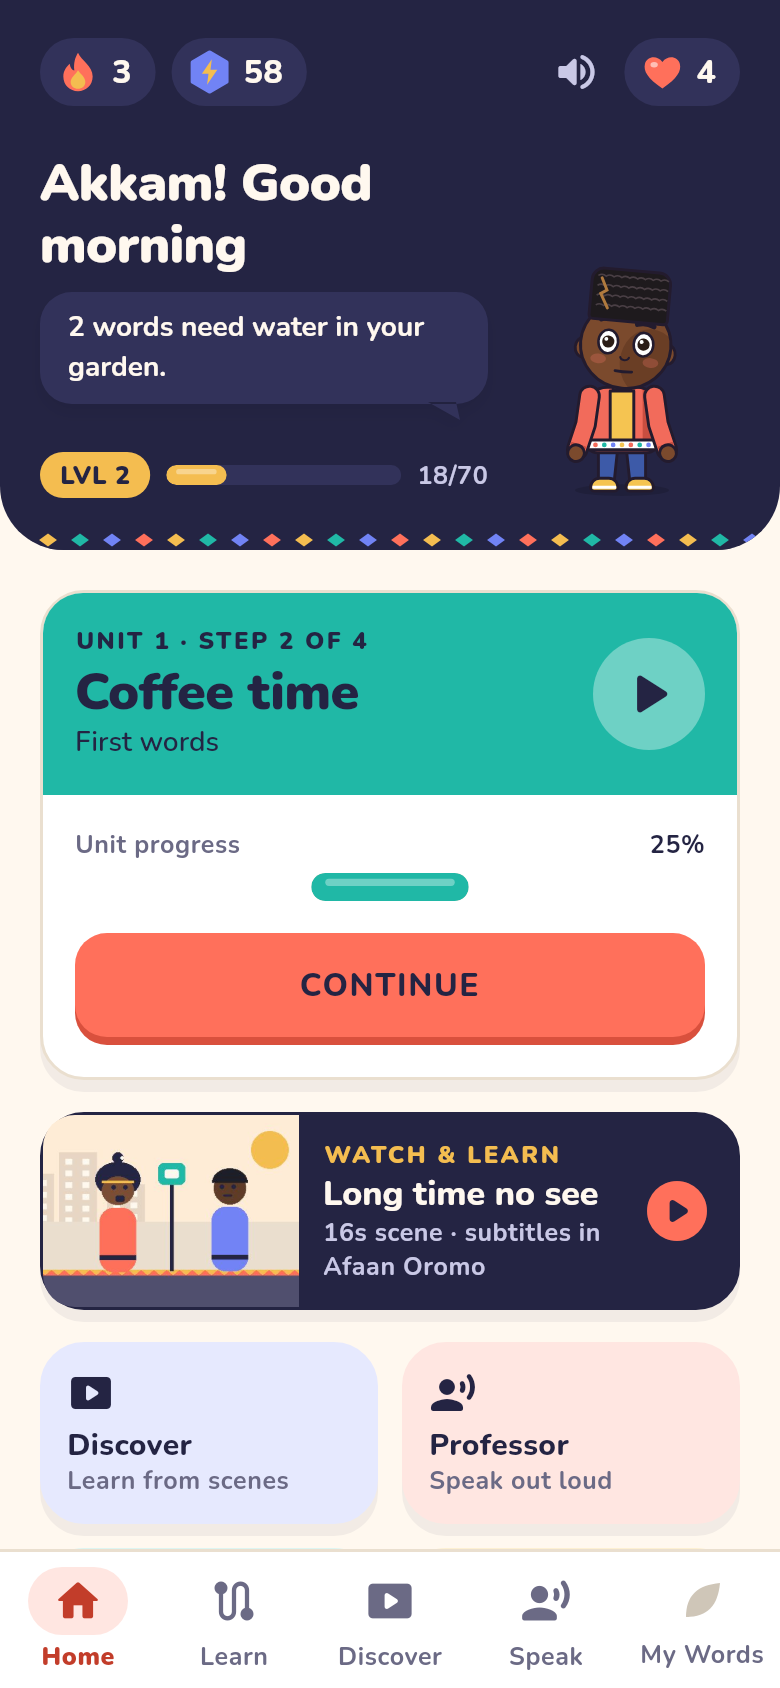 3
58
4
Akkam! Good
morning
2 words need water in your
garden.
LVL 2
18/70
UNIT 1 · STEP 2 OF 4
Coffee time
First words
Unit progress
25%
CONTINUE
WATCH & LEARN
Long time no see
16s scene · subtitles in
Afaan Oromo
Discover
Learn from scenes
Professor
Speak out loud
Home
Learn
Discover
Speak
My Words